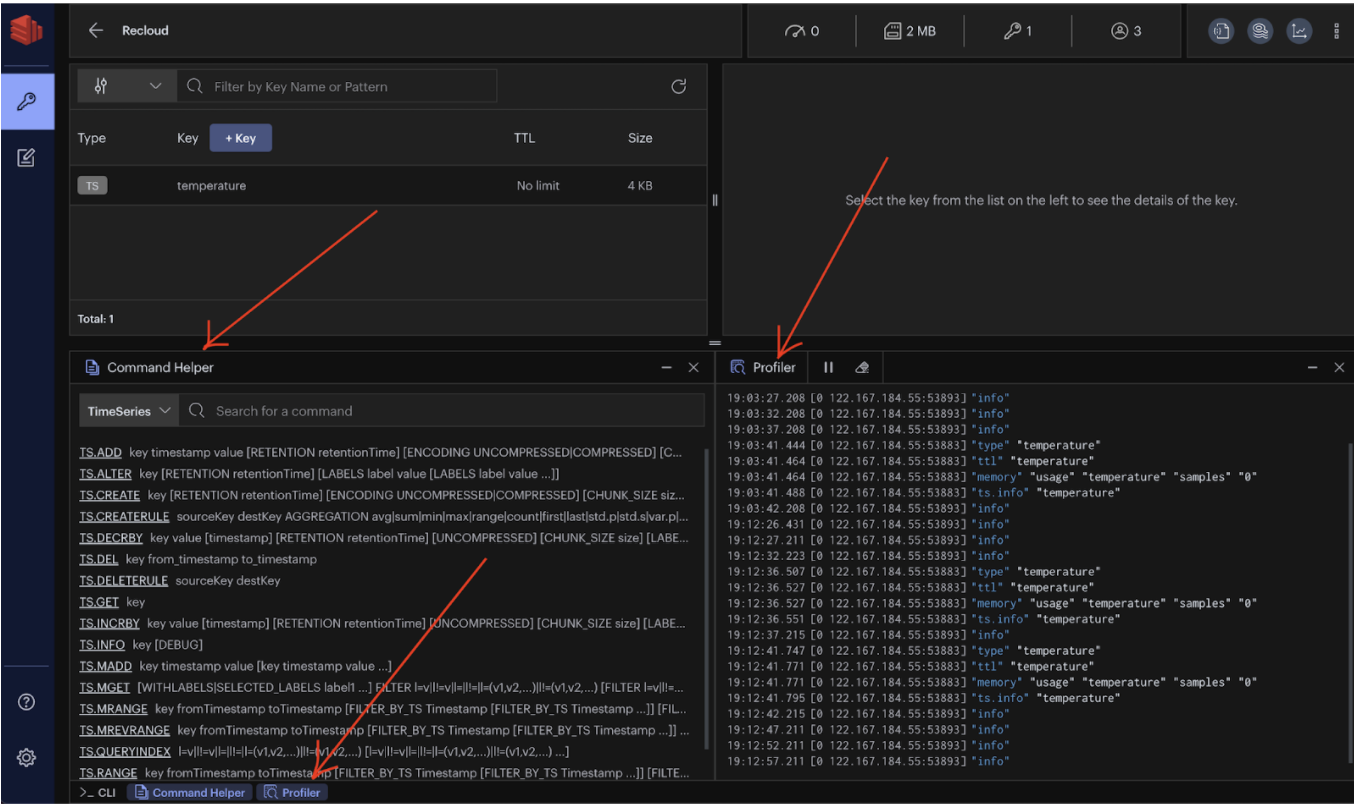 Recloud
0
2 MB
1
3
Filter by Key Name or Pattern
Type Key + Key TTL Size
TS temperature No limit 4 KB
Total: 1
Select the key from the list on the left to see the details of the key.
Command Helper
TimeSeries Search for a command
TS.ADD key timestamp value [RETENTION retentionTime] [ENCODING UNCOMPRESSED|COMPRESSED] [C...
TS.ALTER key [RETENTION retentionTime] [LABELS label value [LABELS label value ...]]
TS.CREATE key [RETENTION retentionTime] [ENCODING UNCOMPRESSED|COMPRESSED] [CHUNK_SIZE siz...
TS.CREATERULE sourceKey destKey AGGREGATION avg|sum|min|max|range|count|first|last|std.p|std.s|var.p|...
TS.DECRBY key value [timestamp] [RETENTION retentionTime] [UNCOMPRESSED] [CHUNK_SIZE size] [LABE...
TS.DEL key from_timestamp to_timestamp
TS.DELETERULE sourceKey destKey
TS.GET key
TS.INCRBY key value [timestamp] [RETENTION retentionTime] [UNCOMPRESSED] [CHUNK_SIZE size] [LABE...
TS.INFO key [DEBUG]
TS.MADD key timestamp value [key timestamp value ...]
TS.MGET [WITHLABELS|SELECTED_LABELS label1 ...] FILTER l=v|l!=v|l=|l!=|l=(v1,v2,...)|l!=(v1,v2,...) [FILTER l=v|l!=...
TS.MRANGE key fromTimestamp toTimestamp [FILTER_BY_TS Timestamp [FILTER_BY_TS Timestamp ...]] [FIL...
TS.MREVRANGE key fromTimestamp toTimestamp [FILTER_BY_TS Timestamp [FILTER_BY_TS Timestamp ...]] ...
TS.QUERYINDEX l=v|l!=v|l=|l!=|l=(v1,v2,...)|l!=(v1,v2,...) [l=v|l!=v|l=|l!=|l=(v1,v2,...)|l!=(v1,v2,...) ...]
TS.RANGE key fromTimestamp toTimestamp [FILTER_BY_TS Timestamp [FILTER_BY_TS Timestamp ...]] [FILTE...
Profiler
19:03:27.208 [0 122.167.184.55:53893] "info"
19:03:32.208 [0 122.167.184.55:53893] "info"
19:03:37.208 [0 122.167.184.55:53893] "info"
19:03:41.444 [0 122.167.184.55:53883] "type" "temperature"
19:03:41.464 [0 122.167.184.55:53883] "ttl" "temperature"
19:03:41.464 [0 122.167.184.55:53883] "memory" "usage" "temperature" "samples" "0"
19:03:41.488 [0 122.167.184.55:53883] "ts.info" "temperature"
19:03:42.208 [0 122.167.184.55:53893] "info"
19:12:26.431 [0 122.167.184.55:53893] "info"
19:12:27.211 [0 122.167.184.55:53893] "info"
19:12:32.223 [0 122.167.184.55:53893] "info"
19:12:36.507 [0 122.167.184.55:53883] "type" "temperature"
19:12:36.527 [0 122.167.184.55:53883] "ttl" "temperature"
19:12:36.527 [0 122.167.184.55:53883] "memory" "usage" "temperature" "samples" "0"
19:12:36.551 [0 122.167.184.55:53883] "ts.info" "temperature"
19:12:37.215 [0 122.167.184.55:53893] "info"
19:12:41.747 [0 122.167.184.55:53883] "type" "temperature"
19:12:41.771 [0 122.167.184.55:53883] "ttl" "temperature"
19:12:41.771 [0 122.167.184.55:53883] "memory" "usage" "temperature" "samples" "0"
19:12:41.795 [0 122.167.184.55:53883] "ts.info" "temperature"
19:12:42.215 [0 122.167.184.55:53893] "info"
19:12:47.211 [0 122.167.184.55:53893] "info"
19:12:52.211 [0 122.167.184.55:53893] "info"
19:12:57.211 [0 122.167.184.55:53893] "info"
>_ CLI Command Helper Profiler